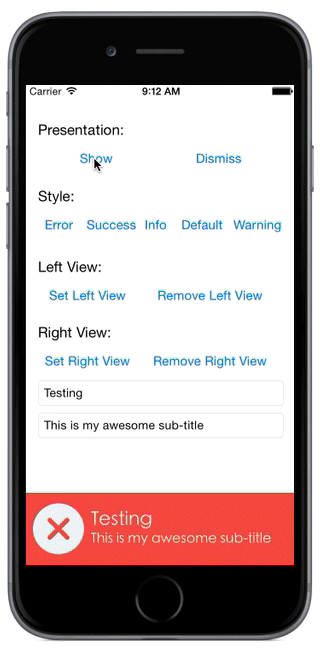 Carrier 9:12 AM
Presentation:
Show Dismiss
Style:
Error Success Info Default Warning
Left View:
Set Left View Remove Left View
Right View:
Set Right View Remove Right View
Testing
This is my awesome sub-title
Testing
This is my awesome sub-title